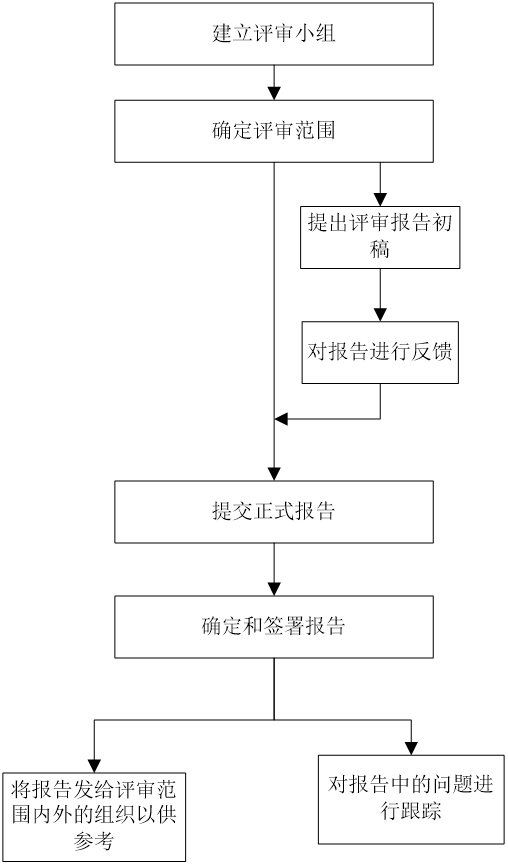 建立评审小组
确定评审范围
提出评审报告初
稿
对报告进行反馈
提交正式报告
确定和签署报告
将报告发给评审范
围内外的组织以供
参考
对报告中的问题进
行跟踪